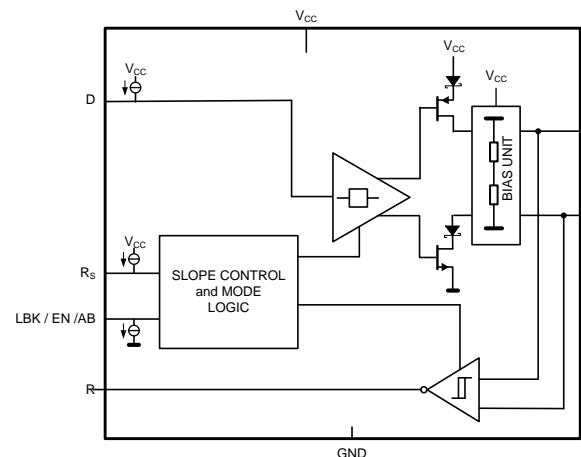 VCC
VCC
D
VCC
VCC
BIAS UNIT
VCC
RS
SLOPE CONTROL
and MODE
LOGIC
LBK / EN /AB
R
GND